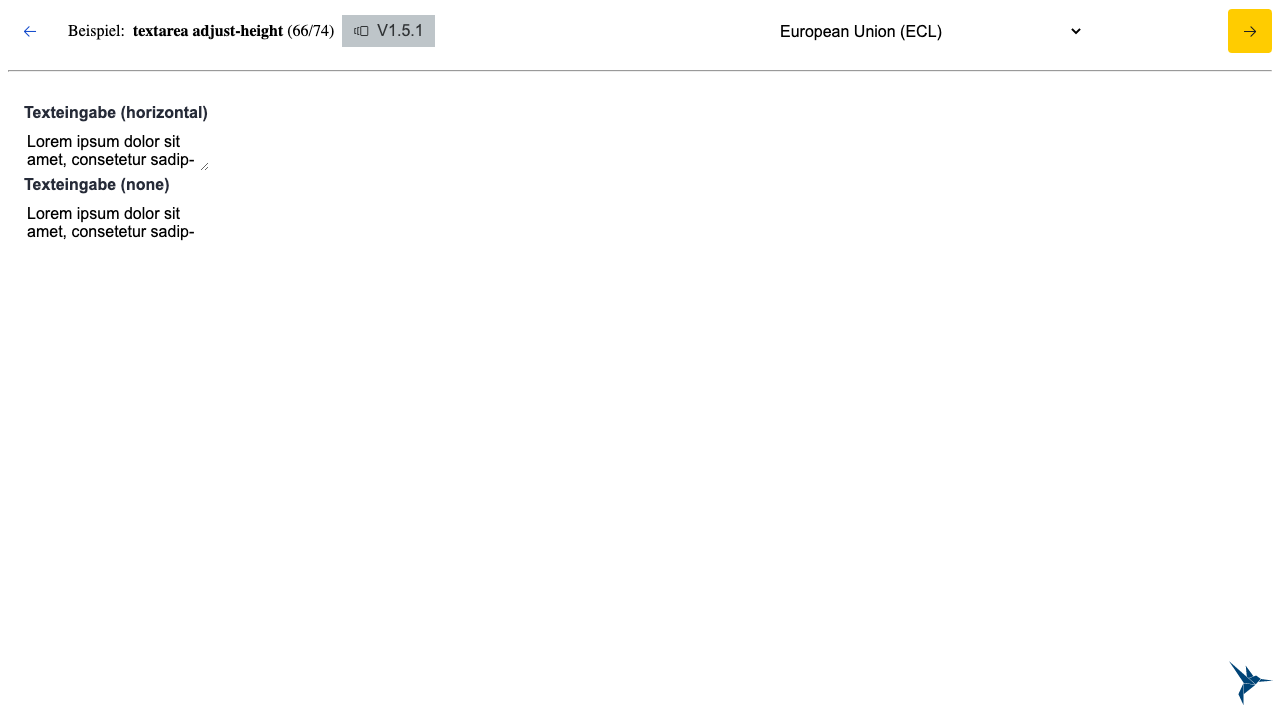 Beispiel: textarea adjust-height (66/74) V1.5.1 European Union (ECL)
Texteingabe (horizontal)
Lorem ipsum dolor sit
amet, consetetur sadip-
Texteingabe (none)
Lorem ipsum dolor sit
amet, consetetur sadip-